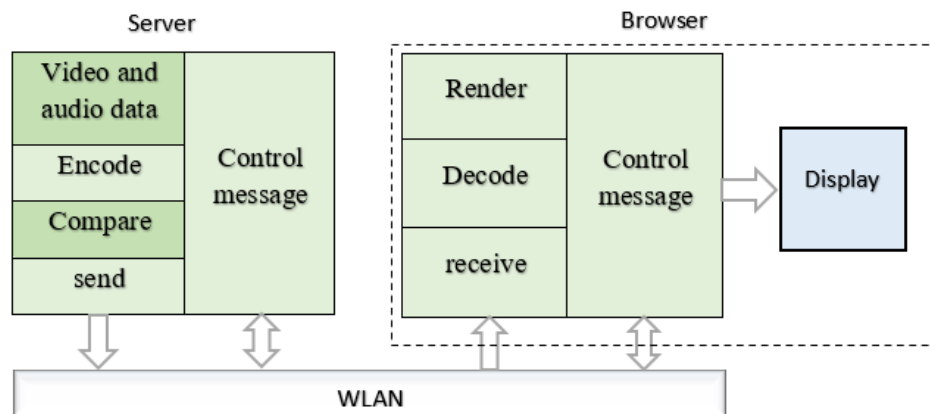 Server
Browser
Video and
audio data
Encode
Compare
send
Control
message
Render
Decode
receive
Control
message
Display
WLAN